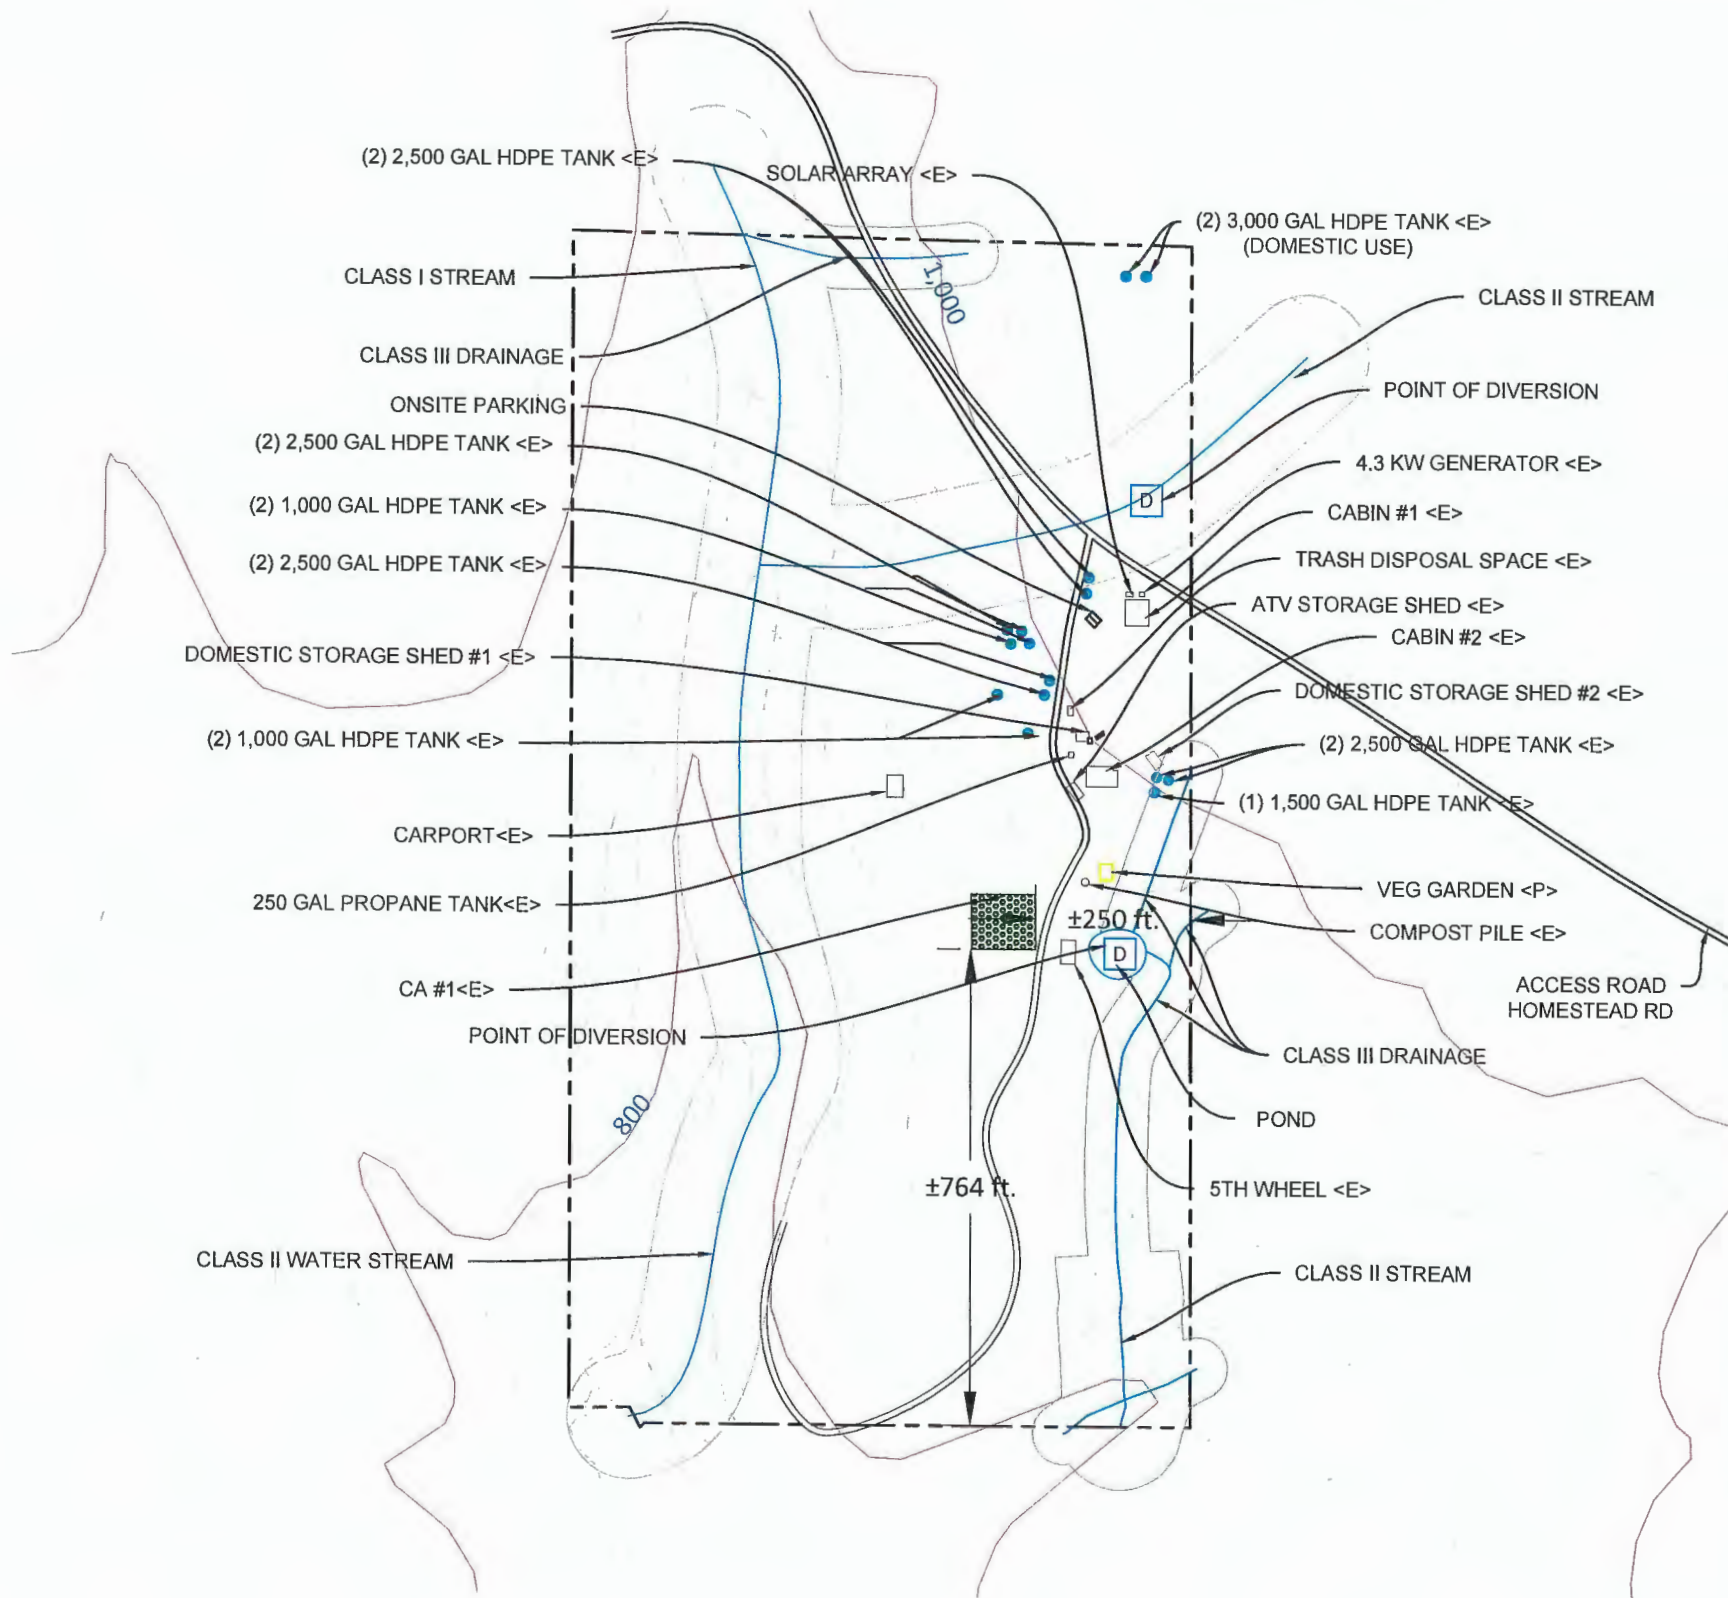 (2) 2,500 GAL HDPE TANK <E>
SOLAR ARRAY <E>
(2) 3,000 GAL HDPE TANK <E>
(DOMESTIC USE)
CLASS I STREAM
1,000
CLASS II STREAM
CLASS III DRAINAGE
POINT OF DIVERSION
ONSITE PARKING
(2) 2,500 GAL HDPE TANK <E>
4.3 KW GENERATOR <E>
D
(2) 1,000 GAL HDPE TANK <E>
CABIN #1 <E>
(2) 2,500 GAL HDPE TANK <E>
TRASH DISPOSAL SPACE <E>
ATV STORAGE SHED <E>
CABIN #2 <E>
DOMESTIC STORAGE SHED #1 <E>
DOMESTIC STORAGE SHED #2 <E>
(2) 1,000 GAL HDPE TANK <E>
(2) 2,500 GAL HDPE TANK <E>
(1) 1,500 GAL HDPE TANK <E>
CARPORT<E>
VEG GARDEN <P>
250 GAL PROPANE TANK<E>
±250 ft.
COMPOST PILE <E>
D
CA #1<E>
ACCESS ROAD
HOMESTEAD RD
POINT OF DIVERSION
CLASS III DRAINAGE
800
POND
±764 ft.
5TH WHEEL <E>
CLASS II WATER STREAM
CLASS II STREAM